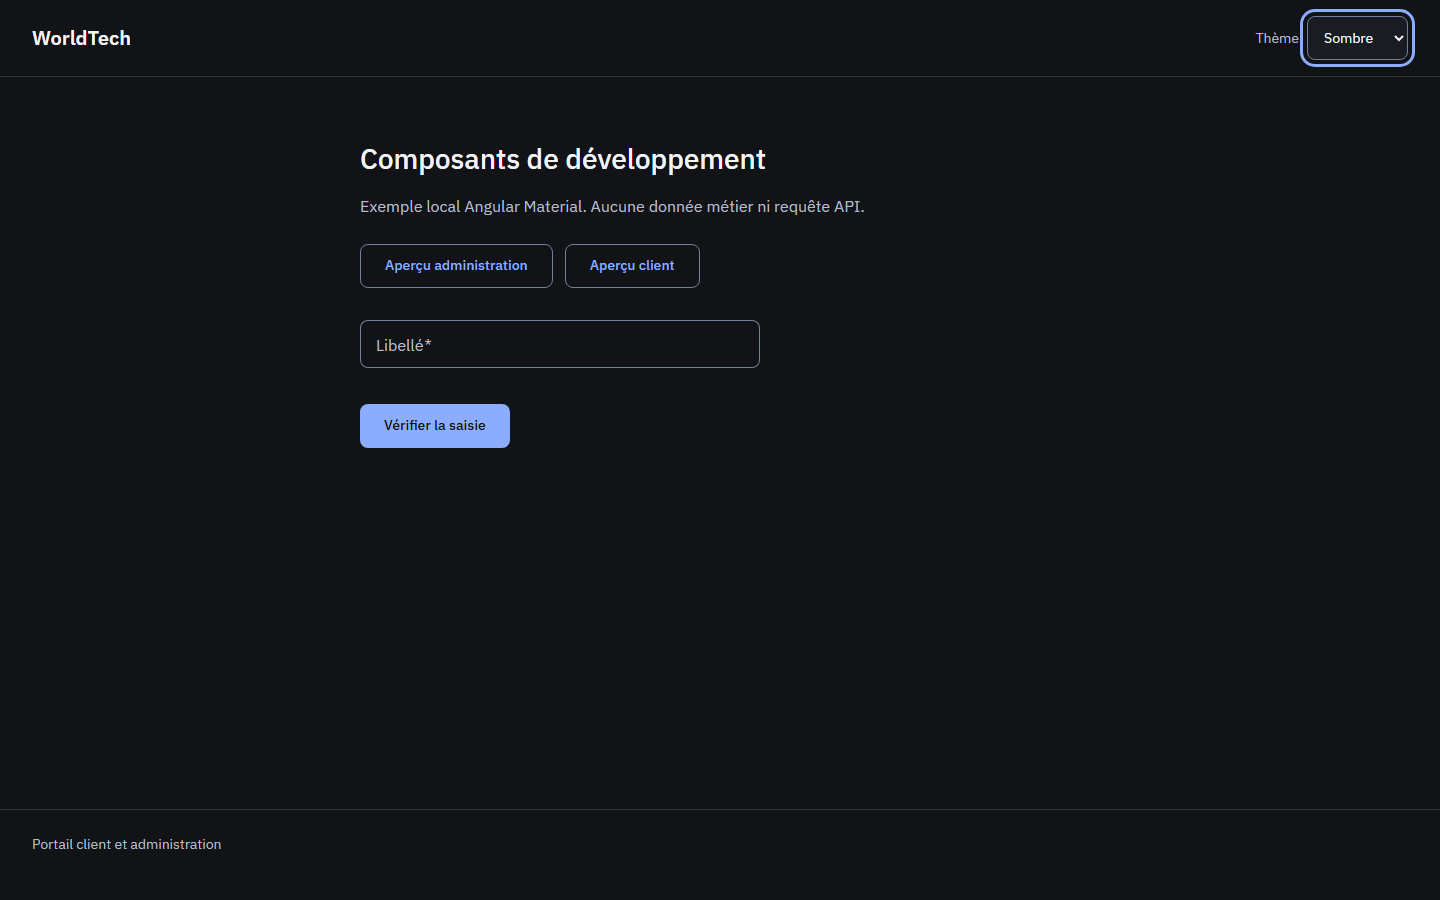 WorldTech
Thème
Sombre
Composants de développement
Exemple local Angular Material. Aucune donnée métier ni requête API.
Aperçu administration
Aperçu client
Libellé*
Vérifier la saisie
Portail client et administration